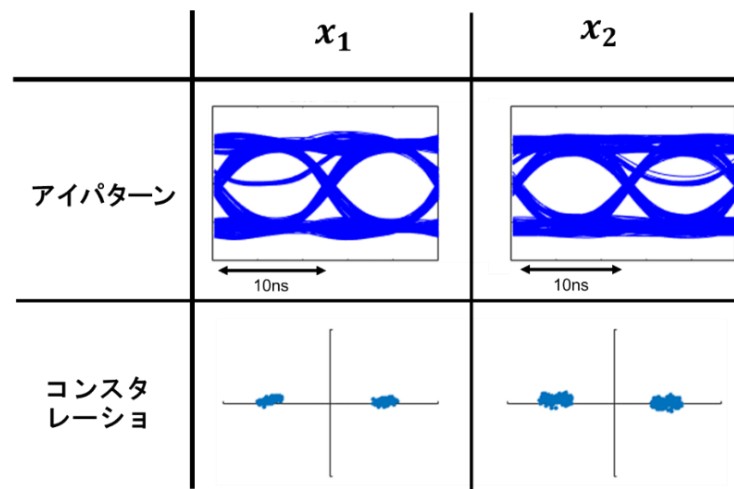 x₁ x₂
アイパターン
10ns 10ns
コンスタ
レーショ